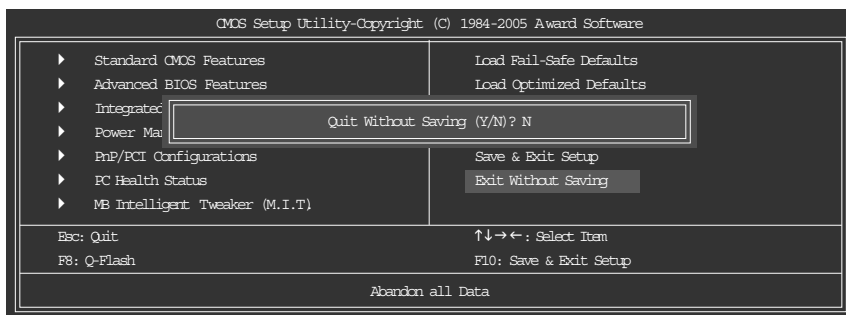 CMOS Setup Utility-Copyright (C) 1984-2005 Award Software
Standard CMOS Features
Load Fail-Safe Defaults
Advanced BIOS Features
Load Optimized Defaults
Integrated
Quit Without Saving (Y/N)? N
Power Ma
PnP/PCI Configurations
Save & Exit Setup
PC Health Status
Exit Without Saving
MB Intelligent Tweaker (M.I.T.)
Esc: Quit
↑↓→←: Select Item
F8: Q-Flash
F10: Save & Exit Setup
Abandon all Data